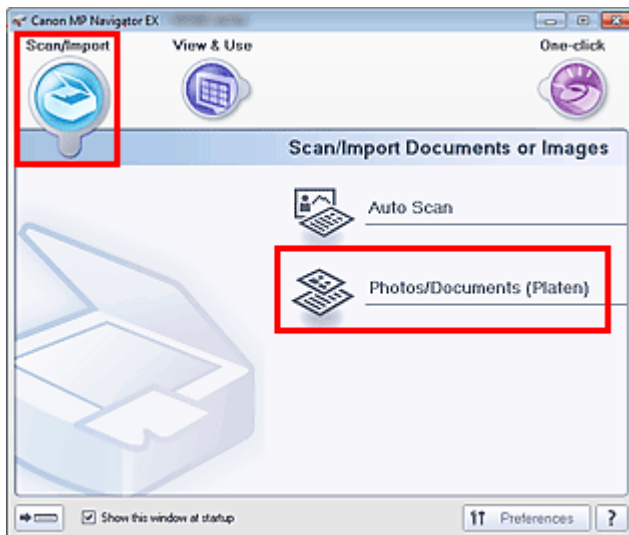 Canon MP Navigator EX
Scan/Import
View & Use
One-click
Scan/Import Documents or Images
Auto Scan
Photos/Documents (Platen)
Show this window at startup
Preferences
?